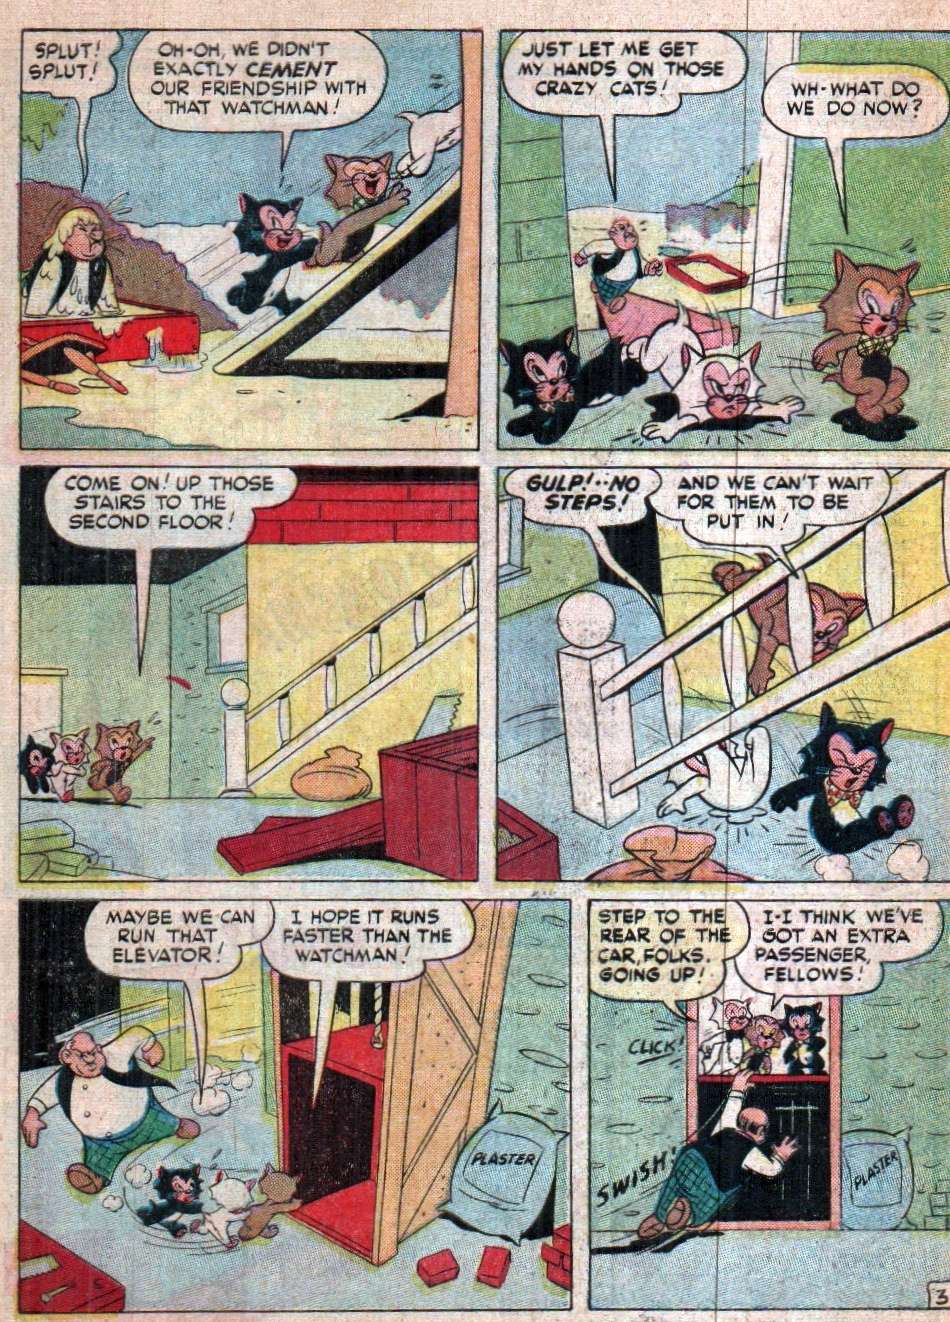 SPLUT!
SPLUT!
OH-OH, WE DIDN'T
EXACTLY CEMENT
OUR FRIENDSHIP WITH
THAT WATCHMAN!
JUST LET ME GET
MY HANDS ON THOSE
CRAZY CATS!
WH-WHAT DO
WE DO NOW?
COME ON! UP THOSE
STAIRS TO THE
SECOND FLOOR!
GULP!··NO
STEPS!
AND WE CAN'T WAIT
FOR THEM TO BE
PUT IN!
MAYBE WE CAN
RUN THAT
ELEVATOR!
I HOPE IT RUNS
FASTER THAN THE
WATCHMAN!
PLASTER
STEP TO THE
REAR OF THE
CAR, FOLKS.
GOING UP!
I-I THINK WE'VE
GOT AN EXTRA
PASSENGER,
FELLOWS!
CLICK!
SWISH!
PLASTER
3